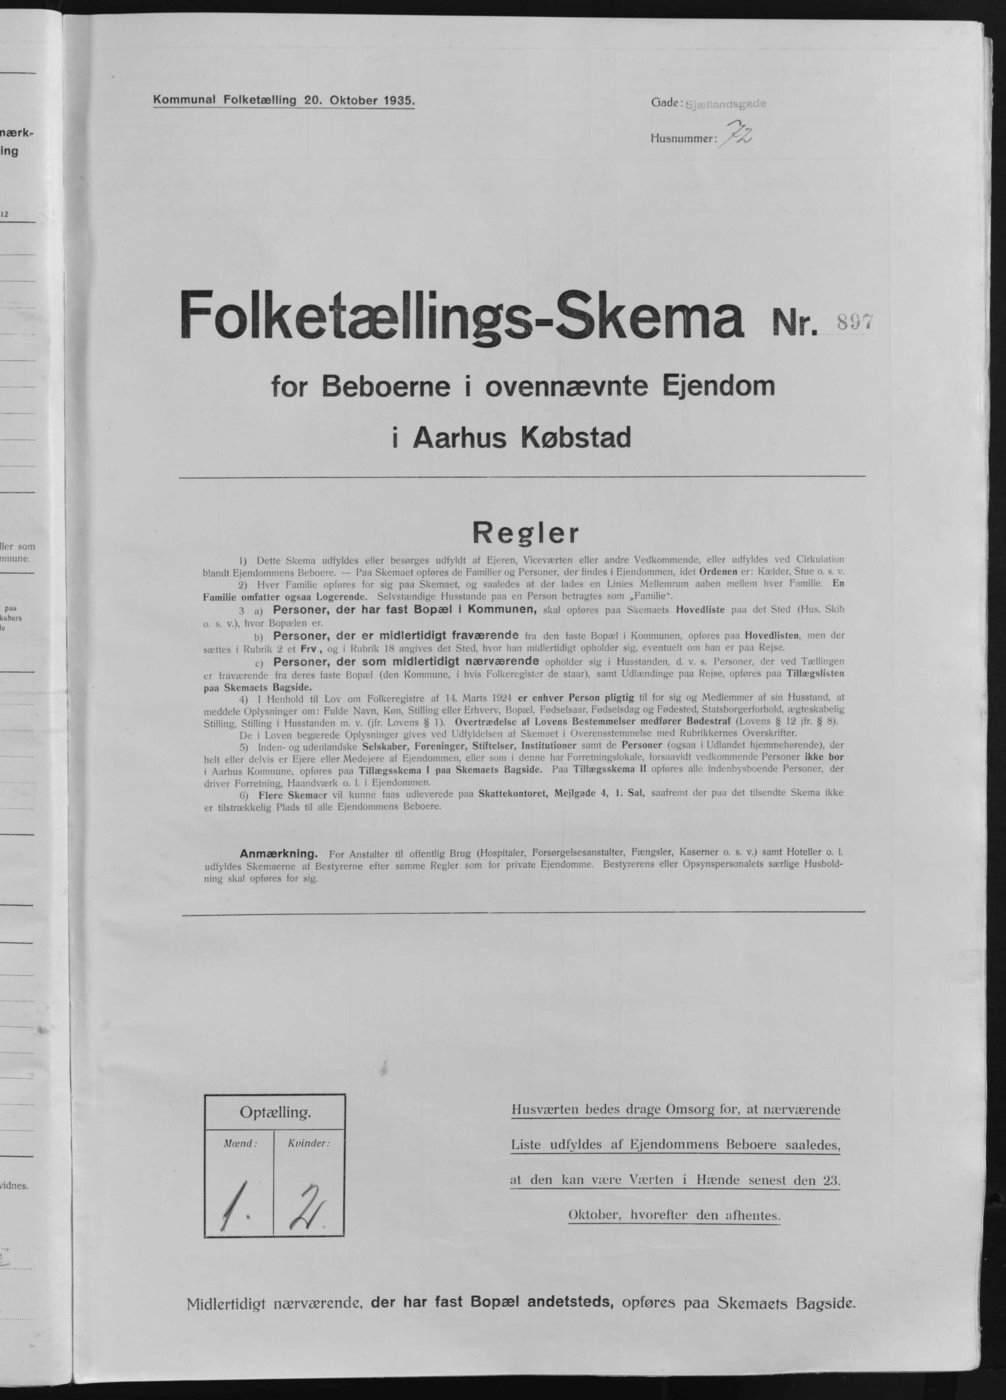 Kommunal Folketælling 20. Oktober 1935.
Gade: Sjællandsgade
Husnummer: 72
Folketællings-Skema Nr. 897
for Beboerne i ovennævnte Ejendom
i Aarhus Købstad
Regler
1) Dette Skema udfyldes eller besørges udfyldt af Ejeren, Viceværten eller andre Vedkommende, eller udfyldes ved Cirkulation
blandt Ejendommens Beboere. — Paa Skemaet opføres de Familier og Personer, der findes i Ejendommen, idet Ordenen er: Kælder, Stue o. s. v.
2) Hver Familie opføres for sig paa Skemaet, og saaledes at der lades en Linies Mellemrum aaben mellem hver Familie. En
Familie omfatter ogsaa Logerende. Selvstændige Husstande paa en Person betragtes som „Familie“.
3 a) Personer, der har fast Bopæl i Kommunen, skal opføres paa Skemaets Hovedliste paa det Sted (Hus, Skib
o. s. v.), hvor Bopælen er.
b) Personer, der er midlertidigt fraværende fra den faste Bopæl i Kommunen, opføres paa Hovedlisten, men der
sættes i Rubrik 2 et Frv., og i Rubrik 18 angives det Sted, hvor han midlertidigt opholder sig, eventuelt om han er paa Rejse.
c) Personer, der som midlertidigt nærværende opholder sig i Husstanden, d. v. s. Personer, der ved Tællingen
er fraværende fra deres faste Bopæl (den Kommune, i hvis Folkeregister de staar), samt Udlændinge paa Rejse, opføres paa Tillægslisten
paa Skemaets Bagside.
4) I Henhold til Lov om Folkeregistre af 14. Marts 1924 er enhver Person pligtig til for sig og Medlemmer af sin Husstand, at
meddele Oplysninger om: Fulde Navn, Køn, Stilling eller Erhverv, Bopæl, Fødselsaar, Fødselsdag og Fødested, Statsborgerforhold, ægteskabelig
Stilling, Stilling i Husstanden m. v. (jfr. Lovens § 1). Overtrædelse af Lovens Bestemmelser medfører Bødestraf (Lovens § 12 jfr. § 8).
De i Loven begærede Oplysninger gives ved Udfyldelsen af Skemaet i Overensstemmelse med Rubrikkernes Overskrifter.
5) Inden- og udenlandske Selskaber, Foreninger, Stiftelser, Institutioner samt de Personer (ogsaa i Udlandet hjemmehørende), der
helt eller delvis er Ejere eller Medejere af Ejendommen, eller som i denne har Forretningslokale, forsaavidt vedkommende Personer ikke bor
i Aarhus Kommune, opføres paa Tillægsskema I paa Skemaets Bagside. Paa Tillægsskema II opføres alle indenbysboende Personer, der
driver Forretning, Haandværk o. l. i Ejendommen.
6) Flere Skemaer vil kunne faas udleverede paa Skattekontoret, Mejlgade 4, 1. Sal, saafremt der paa det tilsendte Skema ikke
er tilstrækkelig Plads til alle Ejendommens Beboere.
Anmærkning. For Anstalter til offentlig Brug (Hospitaler, Forsørgelsesanstalter, Fængsler, Kaserner o. s. v.) samt Hoteller o. l.
udfyldes Skemaerne af Bestyrerne efter samme Regler som for private Ejendomme. Bestyrerens eller Opsynspersonalets særlige Hushold-
ning skal opføres for sig.
Optælling.
Mænd: Kvinder:
1. 2.
Husværten bedes drage Omsorg for, at nærværende
Liste udfyldes af Ejendommens Beboere saaledes,
at den kan være Værten i Hænde senest den 23.
Oktober, hvorefter den afhentes.
Midlertidigt nærværende, der har fast Bopæl andetsteds, opføres paa Skemaets Bagside.